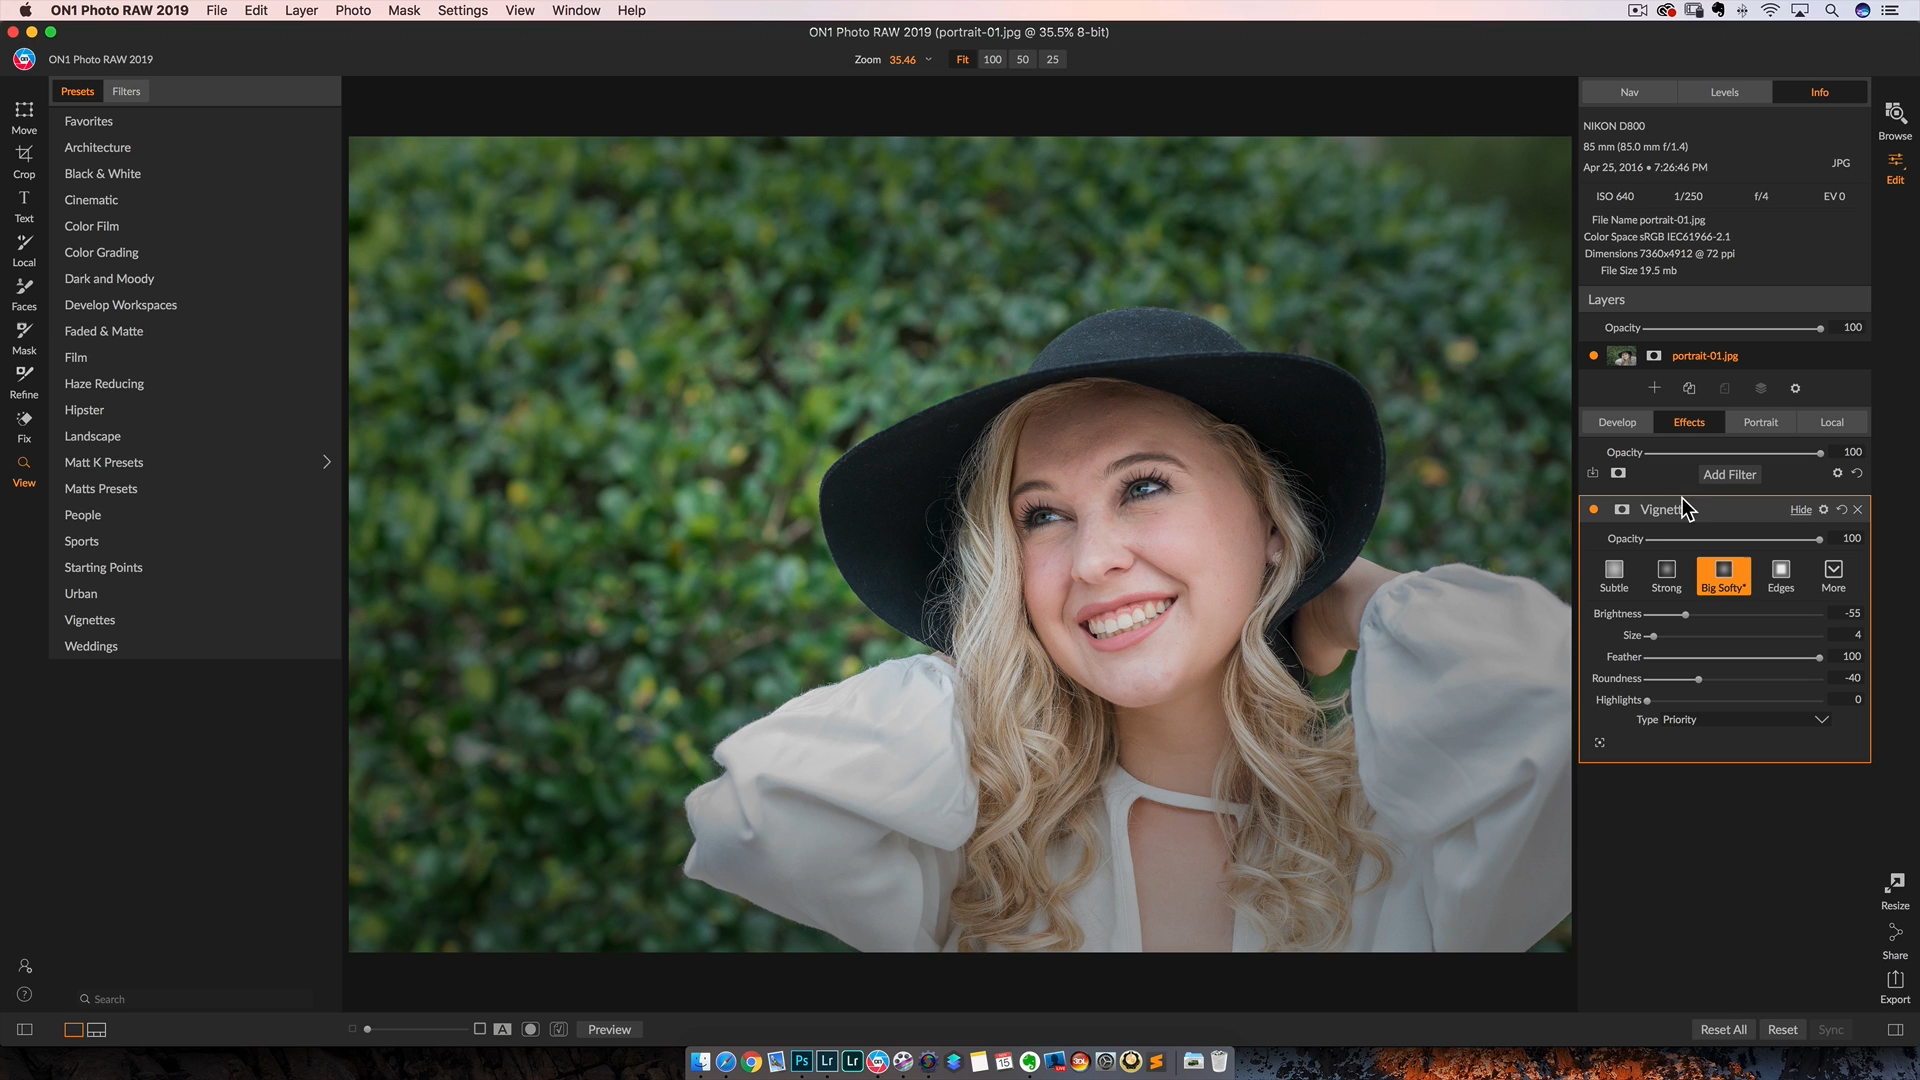 ON1 Photo RAW 2019 File Edit Layer Photo Mask Settings View Window Help
ON1 Photo RAW 2019 (portrait-01.jpg @ 35.5% 8-bit)
ON1 Photo RAW 2019
Zoom 35.46 Fit 100 50 25
Presets Filters
Favorites
Architecture
Black & White
Cinematic
Color Film
Color Grading
Dark and Moody
Develop Workspaces
Faded & Matte
Film
Haze Reducing
Hipster
Landscape
Matt K Presets
Matts Presets
People
Sports
Starting Points
Urban
Vignettes
Weddings
Search
Move
Crop
Text
Local
Faces
Mask
Refine
Fix
View
Nav Levels Info
NIKON D800
85 mm (85.0 mm f/1.4)
Apr 25, 2016 • 7:26:46 PM JPG
ISO 640 1/250 f/4 EV 0
File Name portrait-01.jpg
Color Space sRGB IEC61966-2.1
Dimensions 7360x4912 @ 72 ppi
File Size 19.5 mb
Layers
Opacity 100
portrait-01.jpg
Develop Effects Portrait Local
Opacity 100
Add Filter
Vignett Hide
Opacity 100
Subtle Strong Big Softy* Edges More
Brightness -55
Size 4
Feather 100
Roundness -40
Highlights 0
Type Priority
Browse
Edit
Resize
Share
Export
A Preview
Reset All Reset Sync
Ps Lr Lr 15